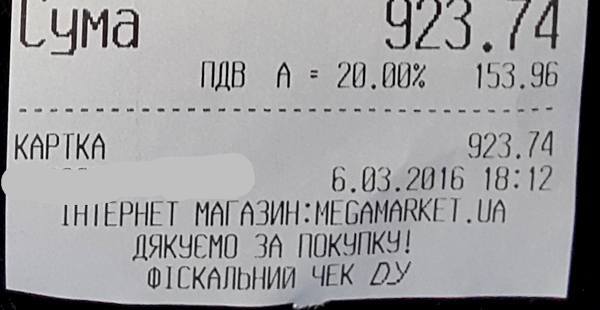 Сума 923.74
ПДВ А = 20.00% 153.96
КАРТКА 923.74
6.03.2016 18:12
ІНТЕРНЕТ МАГАЗИН:MEGAMARKET.UA
ДЯКУЄМО ЗА ПОКУПКУ!
ФІСКАЛЬНИЙ ЧЕК